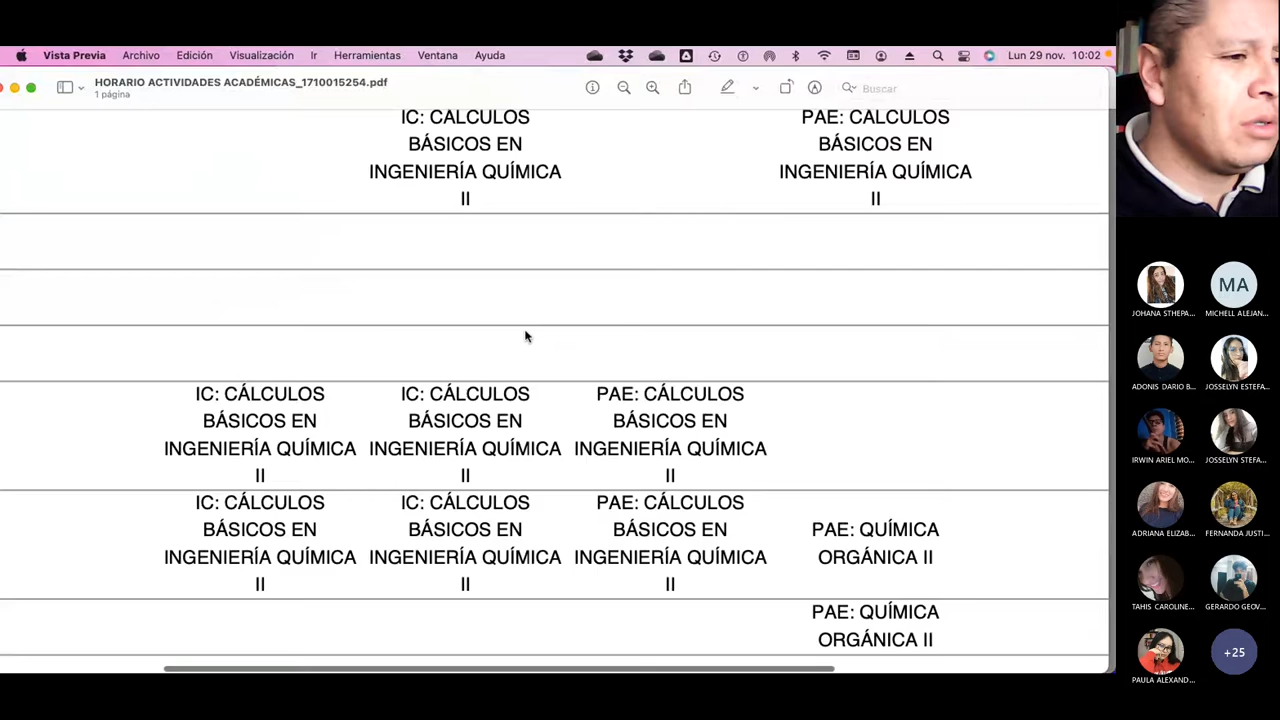 Vista Previa Archivo Edición Visualización Ir Herramientas Ventana Ayuda Lun 29 nov. 10:02
HORARIO ACTIVIDADES ACADÉMICAS_1710015254.pdf
1 página
Buscar
IC: CALCULOS
BÁSICOS EN
INGENIERÍA QUÍMICA
II
PAE: CALCULOS
BÁSICOS EN
INGENIERÍA QUÍMICA
II
IC: CÁLCULOS
BÁSICOS EN
INGENIERÍA QUÍMICA
II
IC: CÁLCULOS
BÁSICOS EN
INGENIERÍA QUÍMICA
II
PAE: CÁLCULOS
BÁSICOS EN
INGENIERÍA QUÍMICA
II
IC: CÁLCULOS
BÁSICOS EN
INGENIERÍA QUÍMICA
II
IC: CÁLCULOS
BÁSICOS EN
INGENIERÍA QUÍMICA
II
PAE: CÁLCULOS
BÁSICOS EN
INGENIERÍA QUÍMICA
II
PAE: QUÍMICA
ORGÁNICA II
PAE: QUÍMICA
ORGÁNICA II
MA
JOHANA STHEPA... MICHELL ALEJAN...
ADONIS DARIO B... JOSSELYN ESTEFA...
IRWIN ARIEL MO... JOSSELYN STEFA...
ADRIANA ELIZAB... FERNANDA JUSTI...
TAHIS CAROLINE... GERARDO GEOV...
+25
PAULA ALEXAND...